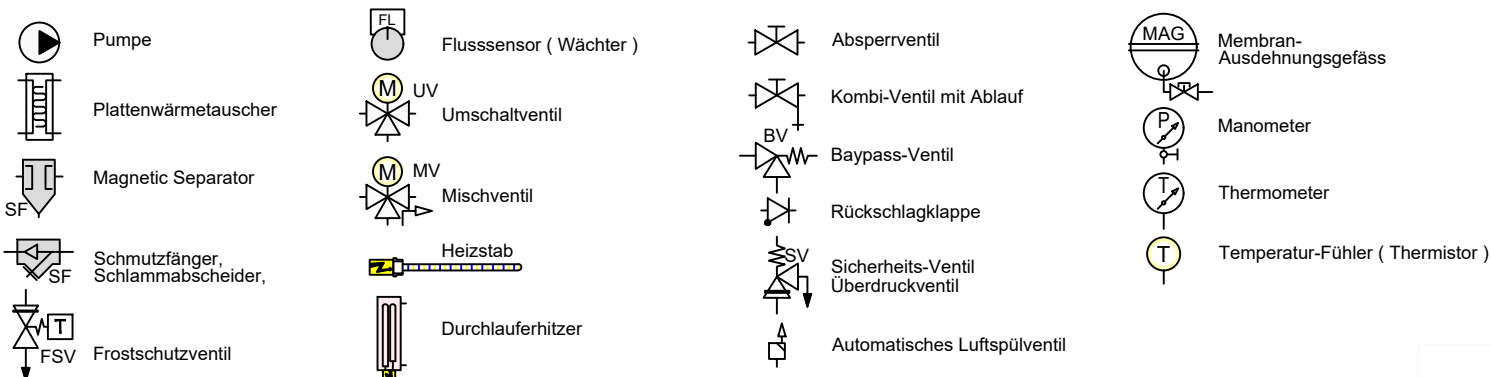 Pumpe
Plattenwärmetauscher
SF
Magnetic Separator
SF
Schmutzfänger,
Schlammabscheider,
T
FSV
Frostschutzventil
FL
Flusssensor ( Wächter )
M
UV
Umschaltventil
M
MV
Mischventil
Heizstab
Durchlauferhitzer
Absperrventil
Kombi-Ventil mit Ablauf
BV
Baypass-Ventil
Rückschlagklappe
SV
Sicherheits-Ventil
Überdruckventil
Automatisches Luftspülventil
MAG
Membran-
Ausdehnungsgefäss
P
Manometer
T
Thermometer
T
Temperatur-Fühler ( Thermistor )